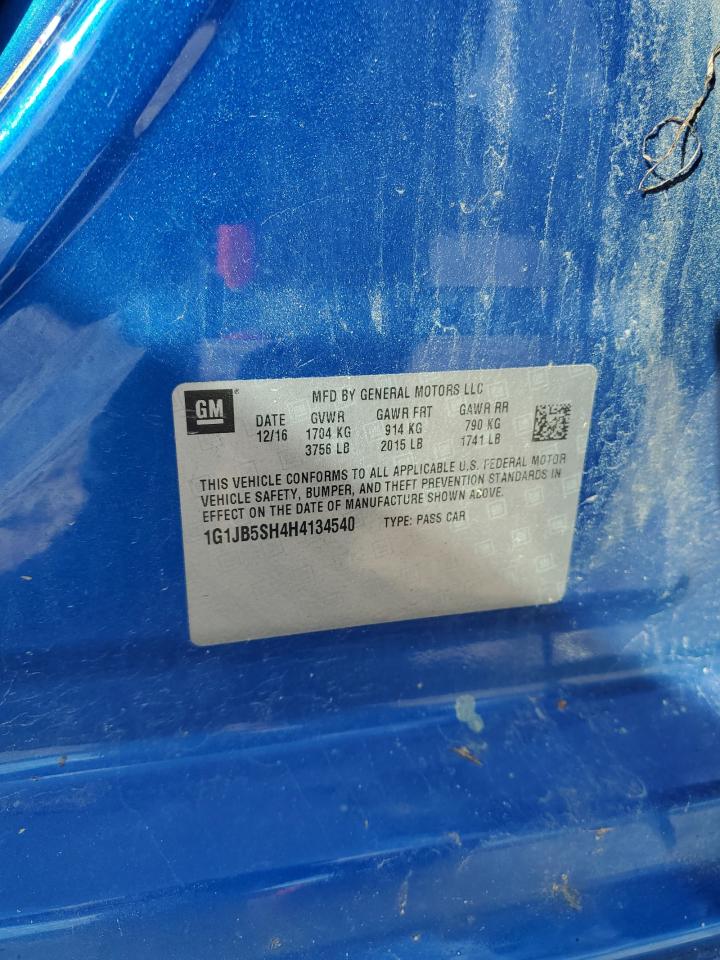 MFD BY GENERAL MOTORS LLC
GM®
DATE GVWR GAWR FRT GAWR RR
12/16 1704 KG 914 KG 790 KG
3756 LB 2015 LB 1741 LB
THIS VEHICLE CONFORMS TO ALL APPLICABLE U.S. FEDERAL MOTOR
VEHICLE SAFETY, BUMPER, AND THEFT PREVENTION STANDARDS IN
EFFECT ON THE DATE OF MANUFACTURE SHOWN ABOVE.
1G1JB5SH4H4134540 TYPE: PASS CAR